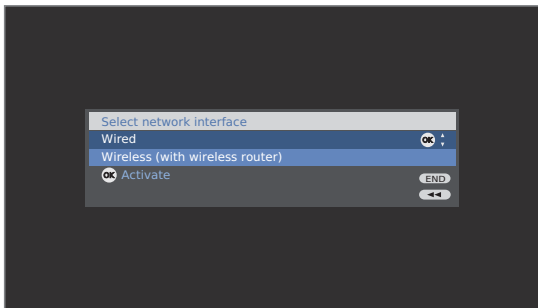 Select network interface
Wired OK
Wireless (with wireless router)
OK Activate
END